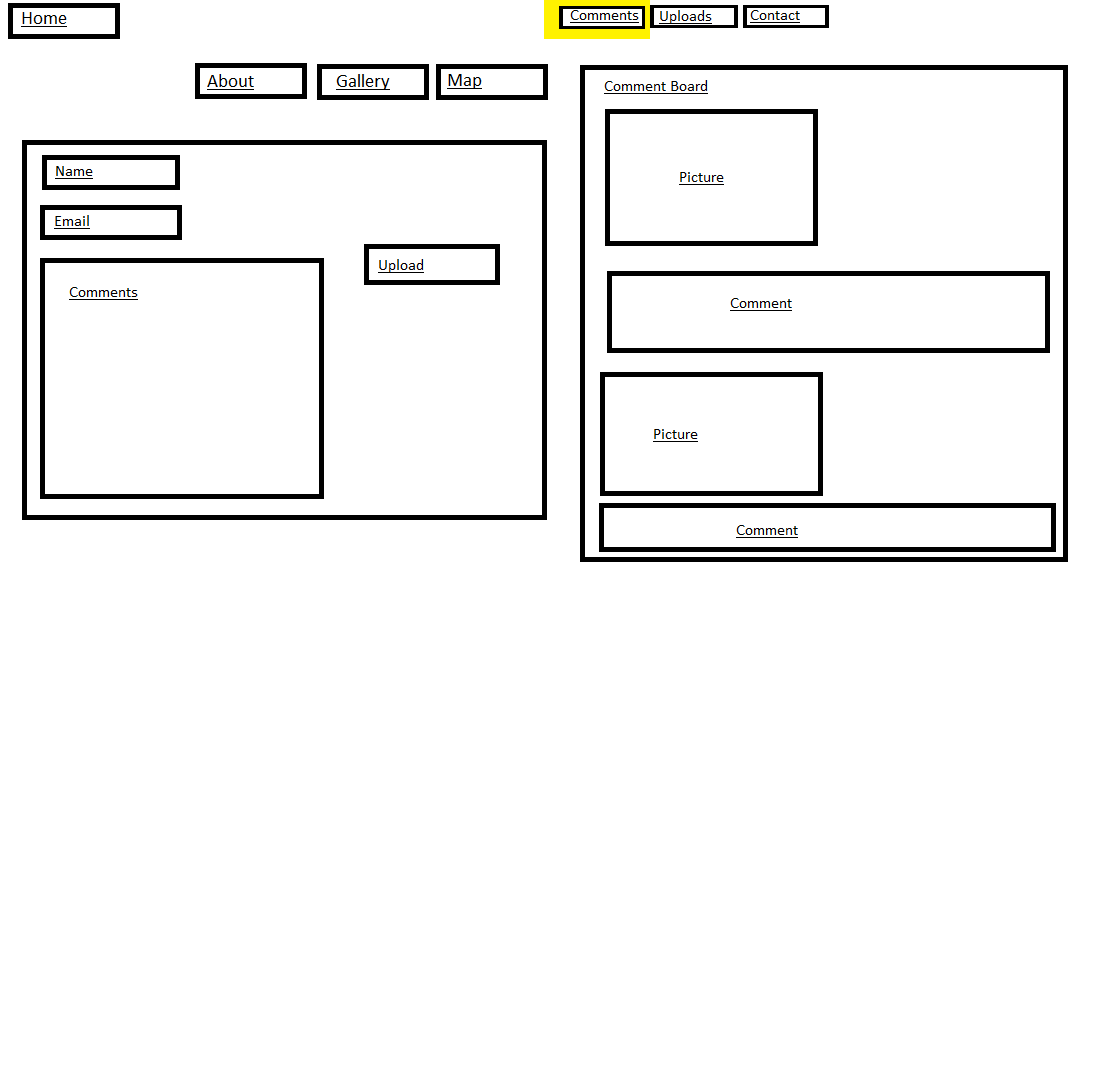 Home
Comments
Uploads
Contact
About
Gallery
Map
Name
Email
Comments
Upload
Comment Board
Picture
Comment
Picture
Comment